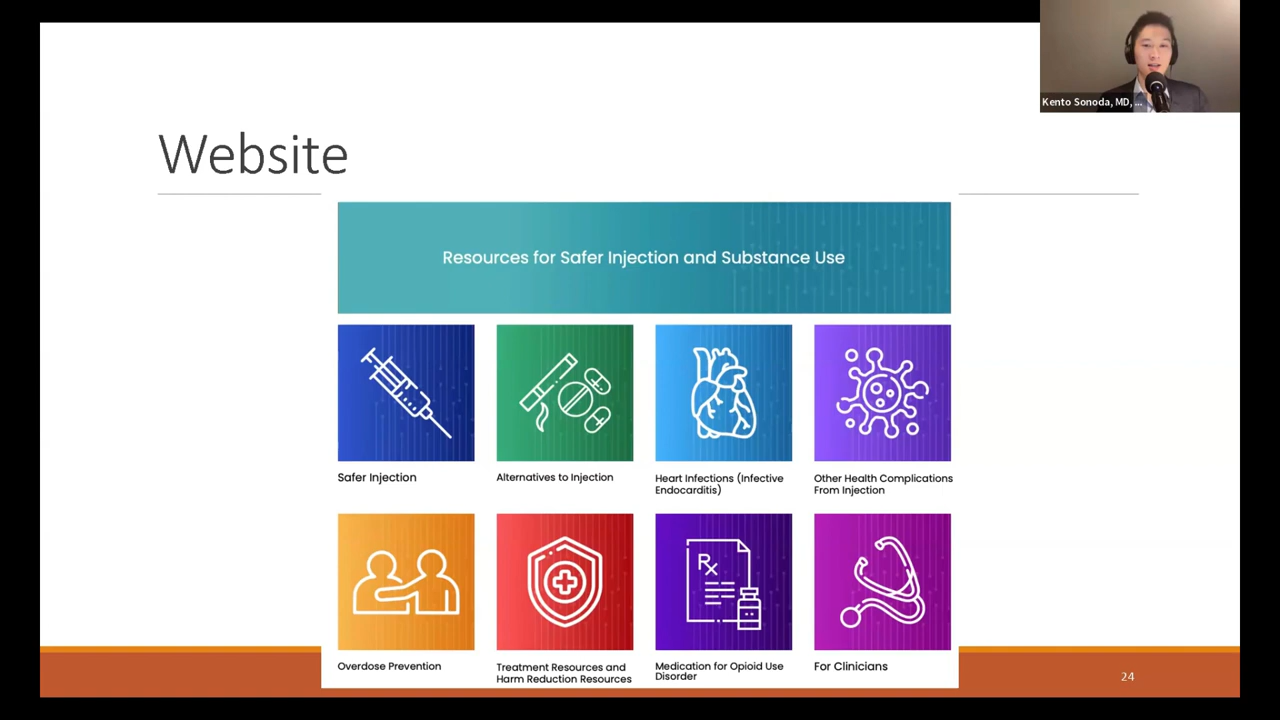 Kento Sonoda, MD, ...
Website
Resources for Safer Injection and Substance Use
Safer Injection
Alternatives to Injection
Heart Infections (Infective
Endocarditis)
Other Health Complications
From Injection
Rx
Overdose Prevention
Treatment Resources and
Harm Reduction Resources
Medication for Opioid Use
Disorder
For Clinicians
24